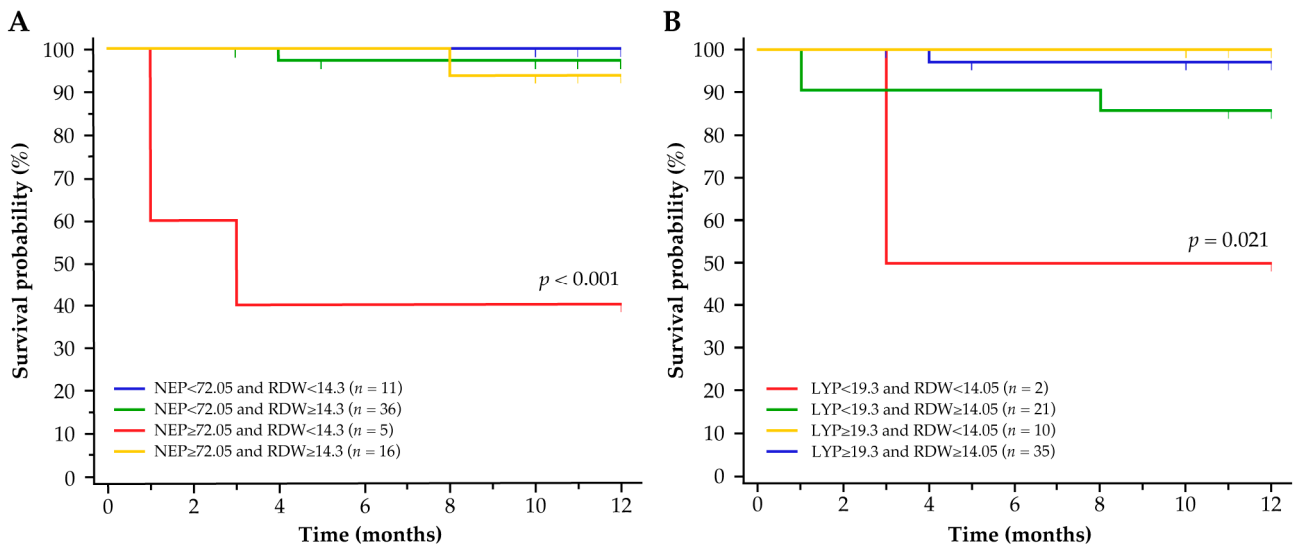 A
Survival probability (%)
100
90
80
70
60
50
40
30
20
10
0
p < 0.001
NEP<72.05 and RDW<14.3 (n = 11)
NEP<72.05 and RDW≥14.3 (n = 36)
NEP≥72.05 and RDW<14.3 (n = 5)
NEP≥72.05 and RDW≥14.3 (n = 16)
0 2 4 6 8 10 12
Time (months)
B
Survival probability (%)
100
90
80
70
60
50
40
30
20
10
0
p = 0.021
LYP<19.3 and RDW<14.05 (n = 2)
LYP<19.3 and RDW≥14.05 (n = 21)
LYP≥19.3 and RDW<14.05 (n = 10)
LYP≥19.3 and RDW≥14.05 (n = 35)
0 2 4 6 8 10 12
Time (months)